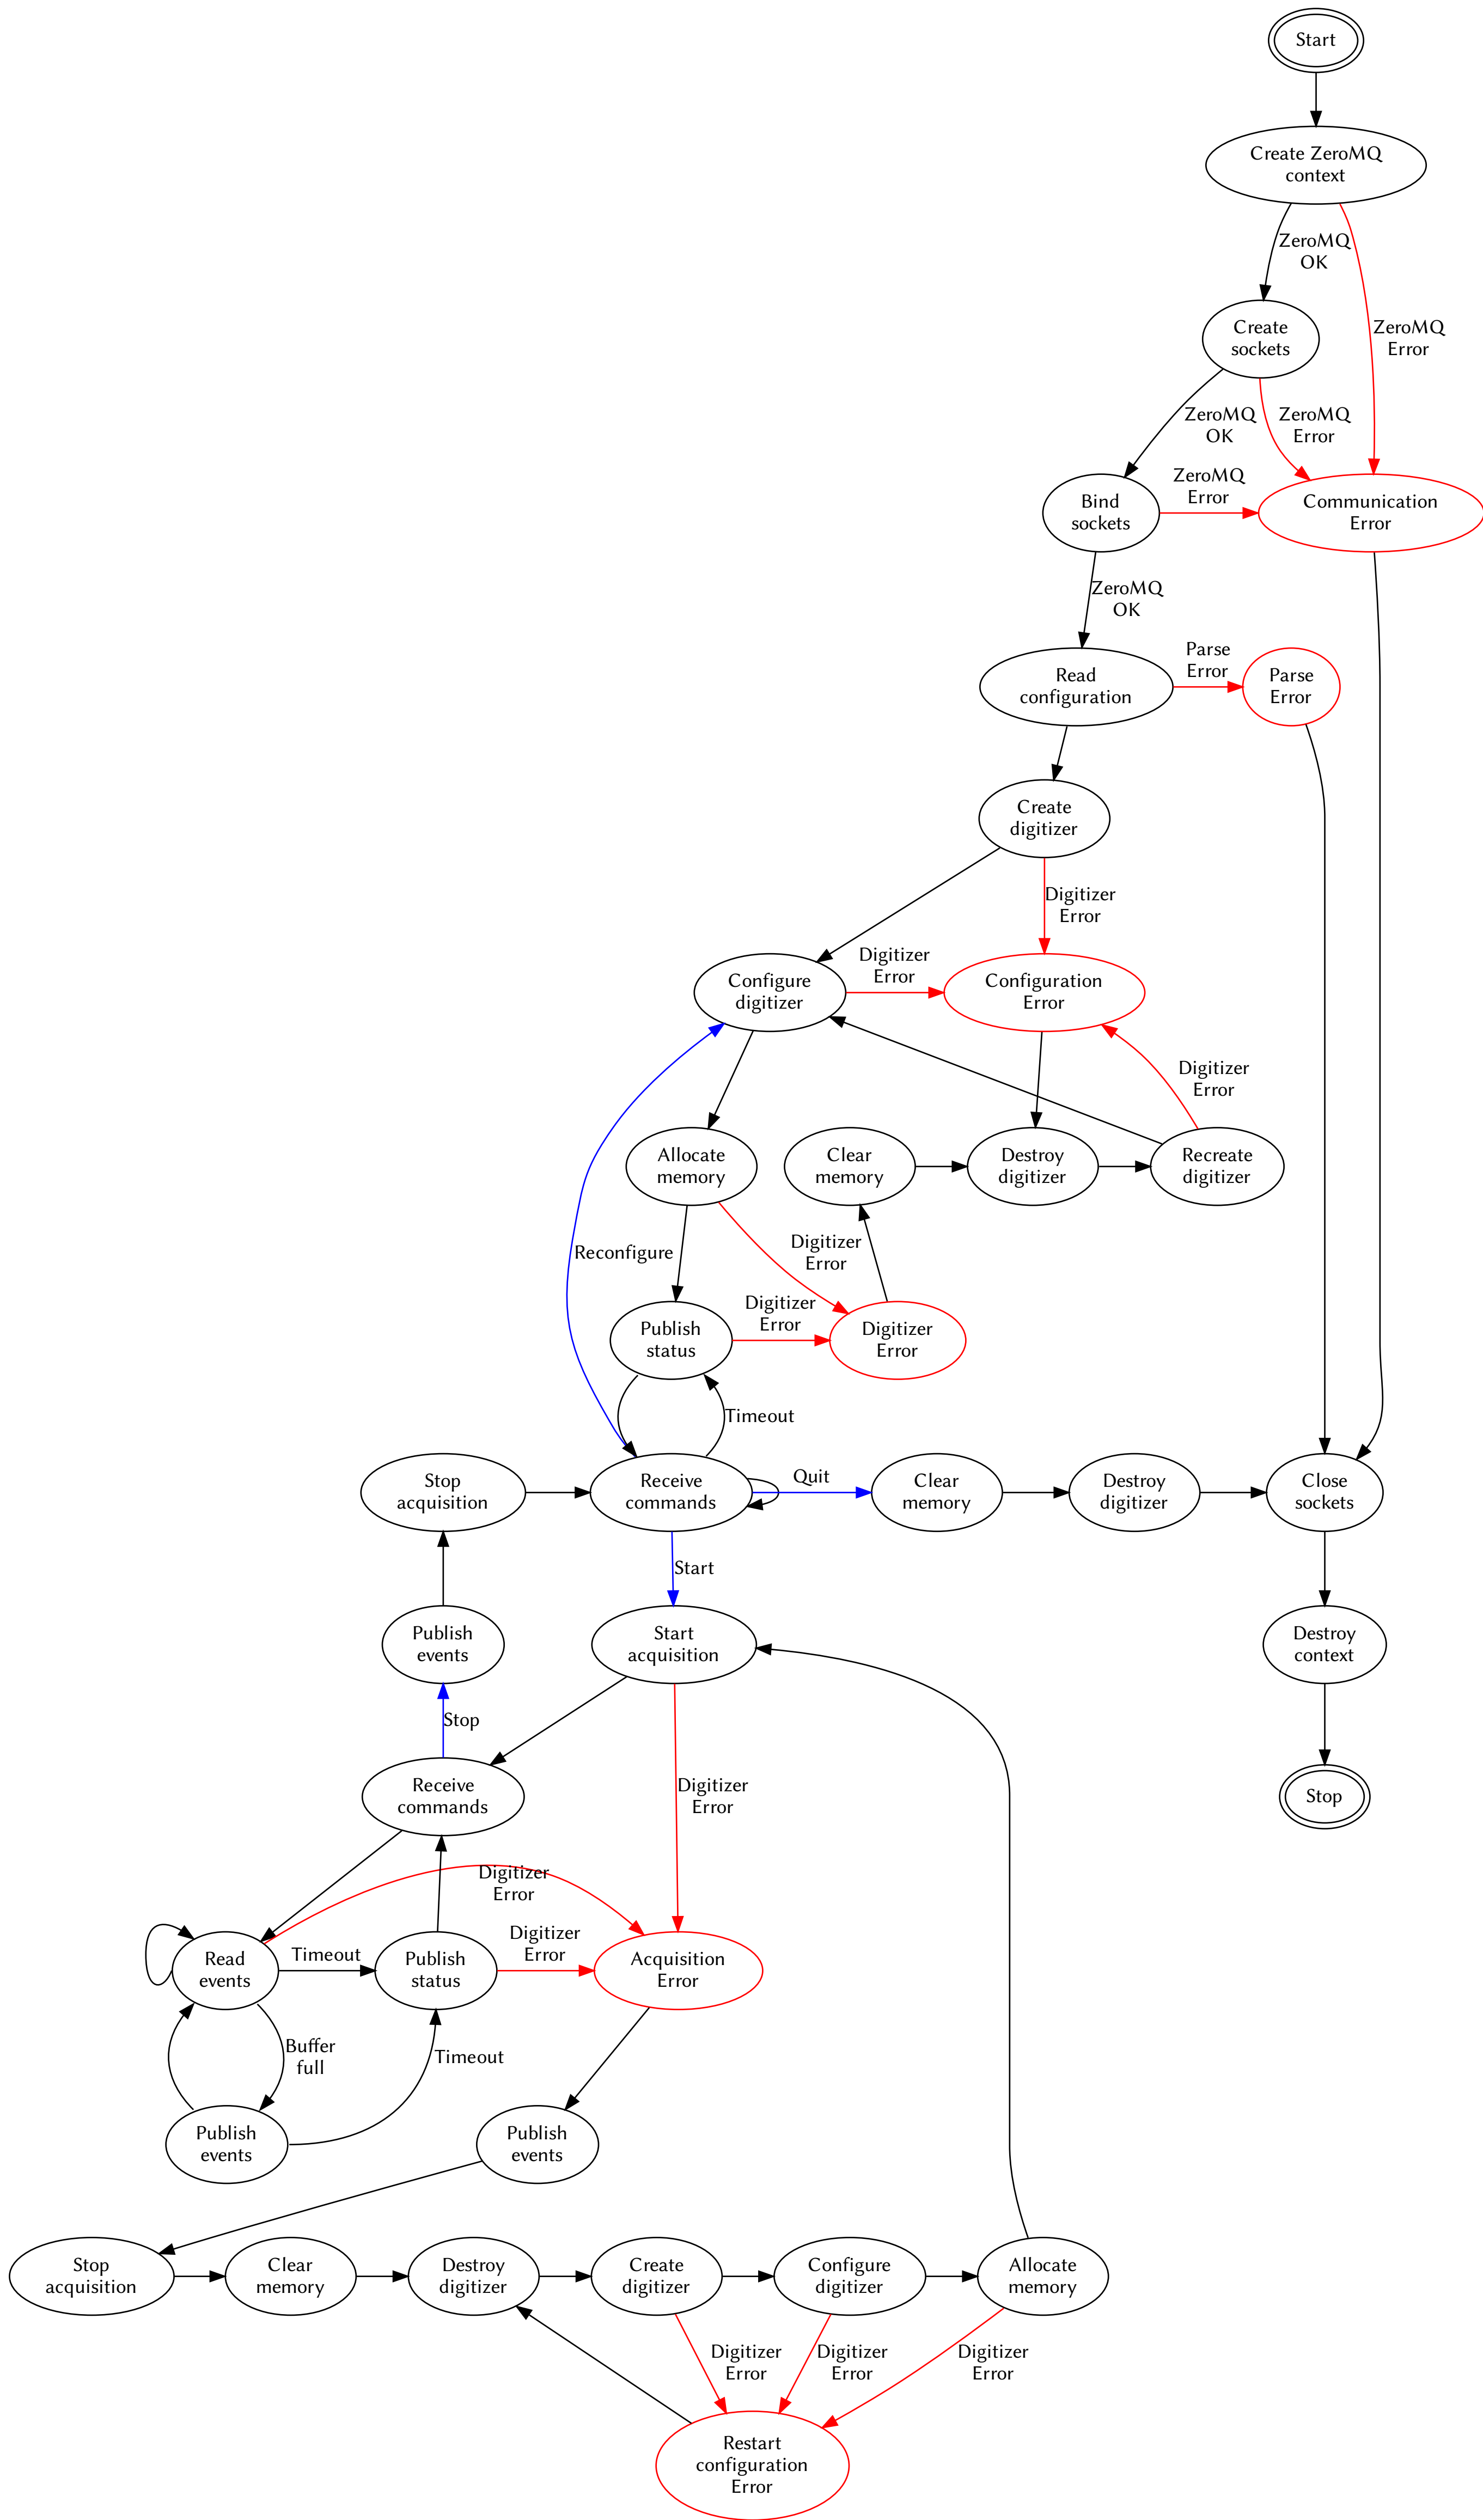 Start
Create ZeroMQ
context
ZeroMQ
OK
ZeroMQ
Error
Create
sockets
ZeroMQ
OK
ZeroMQ
Error
Bind
sockets
ZeroMQ
Error
Communication
Error
ZeroMQ
OK
Read
configuration
Parse
Error
Parse
Error
Create
digitizer
Digitizer
Error
Configure
digitizer
Digitizer
Error
Configuration
Error
Digitizer
Error
Allocate
memory
Clear
memory
Destroy
digitizer
Recreate
digitizer
Reconfigure
Digitizer
Error
Publish
status
Digitizer
Error
Digitizer
Error
Timeout
Stop
acquisition
Receive
commands
Quit
Clear
memory
Destroy
digitizer
Close
sockets
Start
Publish
events
Start
acquisition
Destroy
context
Stop
Receive
commands
Digitizer
Error
Stop
Digitizer
Error
Read
events
Timeout
Publish
status
Digitizer
Error
Acquisition
Error
Buffer
full
Timeout
Publish
events
Publish
events
Stop
acquisition
Clear
memory
Destroy
digitizer
Create
digitizer
Configure
digitizer
Allocate
memory
Digitizer
Error
Digitizer
Error
Digitizer
Error
Restart
configuration
Error